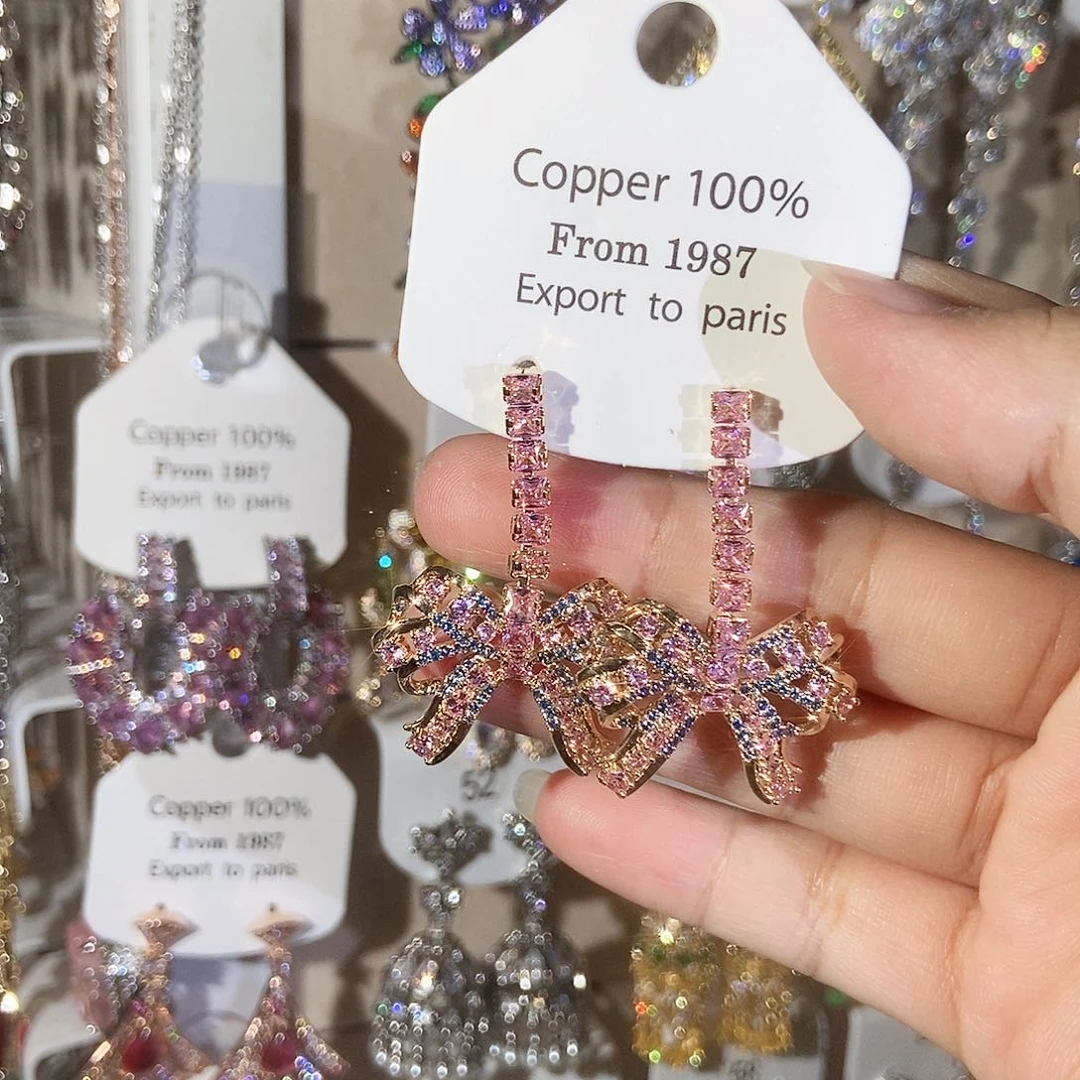 Copper 100%
From 1987
Export to paris
Copper 100%
From 1987
Export to paris
Copper 100%
From 1987
Export to paris
52